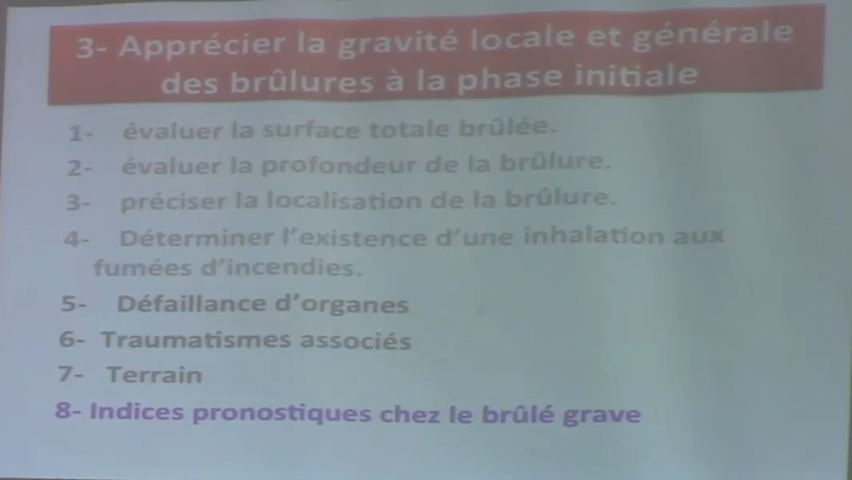 3- Apprécier la gravité locale et générale
des brûlures à la phase initiale
1- évaluer la surface totale brûlée.
2- évaluer la profondeur de la brûlure.
3- préciser la localisation de la brûlure.
4- Déterminer l'existence d'une inhalation aux
fumées d'incendies.
5- Défaillance d'organes
6- Traumatismes associés
7- Terrain
8- Indices pronostiques chez le brûlé grave